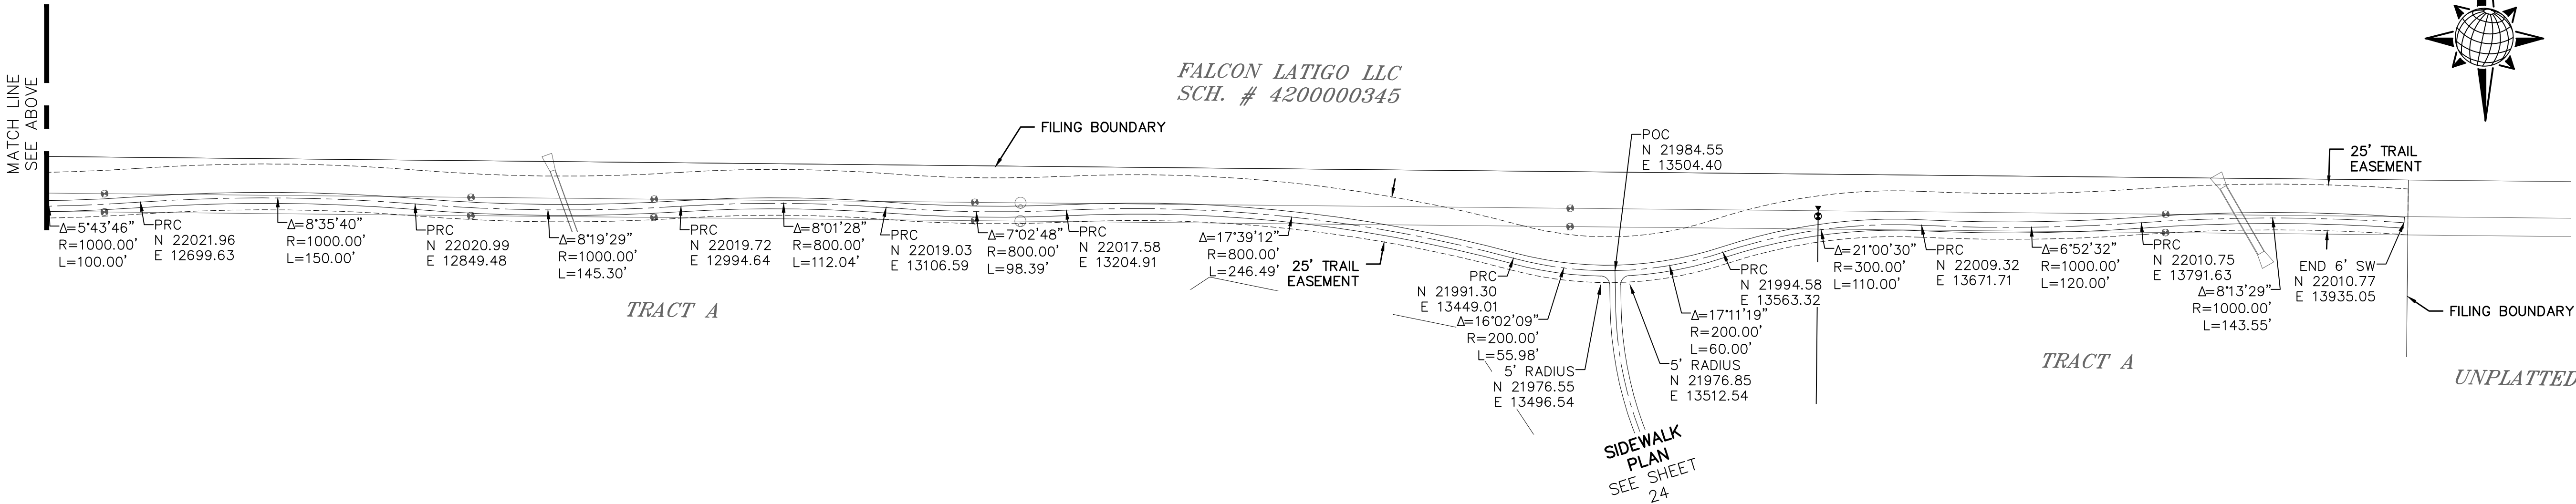 MATCH LINE
SEE ABOVE
FALCON LATIGO LLC
SCH. # 4200000345
FILING BOUNDARY
POC
N 21984.55
E 13504.40
25' TRAIL
EASEMENT
Δ=5°43'46"
R=1000.00'
L=100.00'
PRC
N 22021.96
E 12699.63
Δ=8°35'40"
R=1000.00'
L=150.00'
PRC
N 22020.99
E 12849.48
Δ=8°19'29"
R=1000.00'
L=145.30'
PRC
N 22019.72
E 12994.64
Δ=8°01'28"
R=800.00'
L=112.04'
PRC
N 22019.03
E 13106.59
Δ=7°02'48"
R=800.00'
L=98.39'
PRC
N 22017.58
E 13204.91
Δ=17°39'12"
R=800.00'
L=246.49'
25' TRAIL
EASEMENT
PRC
N 21991.30
E 13449.01
Δ=16°02'09"
R=200.00'
L=55.98'
5' RADIUS
N 21976.55
E 13496.54
Δ=17°11'19"
R=200.00'
L=60.00'
5' RADIUS
N 21976.85
E 13512.54
PRC
N 21994.58
E 13563.32
Δ=21°00'30"
R=300.00'
L=110.00'
PRC
N 22009.32
E 13671.71
Δ=6°52'32"
R=1000.00'
L=120.00'
PRC
N 22010.75
E 13791.63
Δ=8°13'29"
R=1000.00'
L=143.55'
END 6' SW
N 22010.77
E 13935.05
FILING BOUNDARY
TRACT A
TRACT A
UNPLATTED
SIDEWALK
PLAN
SEE SHEET
24